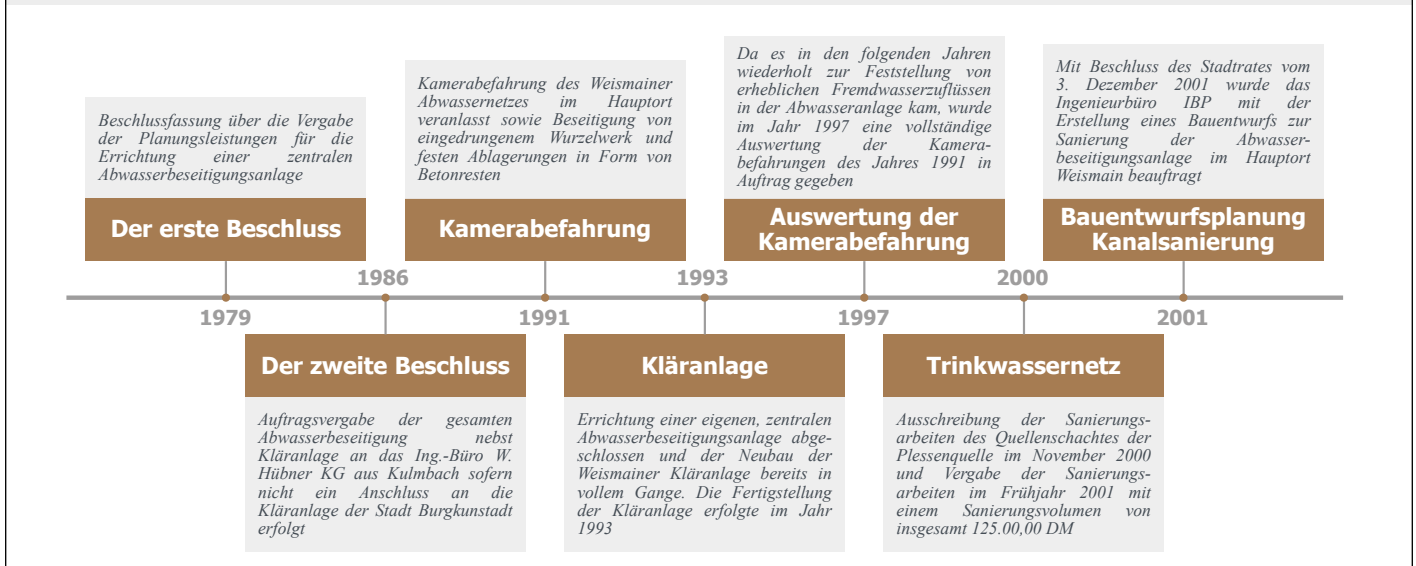 Beschlussfassung über die Vergabe
der Planungsleistungen für die
Errichtung einer zentralen
Abwasserbeseitigungsanlage
Der erste Beschluss
1979
1986
Der zweite Beschluss
Auftragsvergabe der gesamten
Abwasserbeseitigung nebst
Kläranlage an das Ing.-Büro W.
Hübner KG aus Kulmbach sofern
nicht ein Anschluss an die
Kläranlage der Stadt Burgkunstadt
erfolgt
Kamerabefahrung des Weismainer
Abwassernetzes im Hauptort
veranlasst sowie Beseitigung von
eingedrungenem Wurzelwerk und
festen Ablagerungen in Form von
Betonresten
Kamerabefahrung
1991
1993
Kläranlage
Errichtung einer eigenen, zentralen
Abwasserbeseitigungsanlage abge-
schlossen und der Neubau der
Weismainer Kläranlage bereits in
vollem Gange. Die Fertigstellung
der Kläranlage erfolgte im Jahr
1993
Da es in den folgenden Jahren
wiederholt zur Feststellung von
erheblichen Fremdwasserzuflüssen
in der Abwasseranlage kam, wurde
im Jahr 1997 eine vollständige
Auswertung der Kamera-
befahrungen des Jahres 1991 in
Auftrag gegeben
Auswertung der
Kamerabefahrung
1997
2000
Trinkwassernetz
Ausschreibung der Sanierungs-
arbeiten des Quellenschachtes der
Plessenquelle im November 2000
und Vergabe der Sanierungs-
arbeiten im Frühjahr 2001 mit
einem Sanierungsvolumen von
insgesamt 125.00,00 DM
Mit Beschluss des Stadtrates vom
3. Dezember 2001 wurde das
Ingenieurbüro IBP mit der
Erstellung eines Bauentwurfs zur
Sanierung der Abwasser-
beseitigungsanlage im Hauptort
Weismain beauftragt
Bauentwurfsplanung
Kanalsanierung
2001